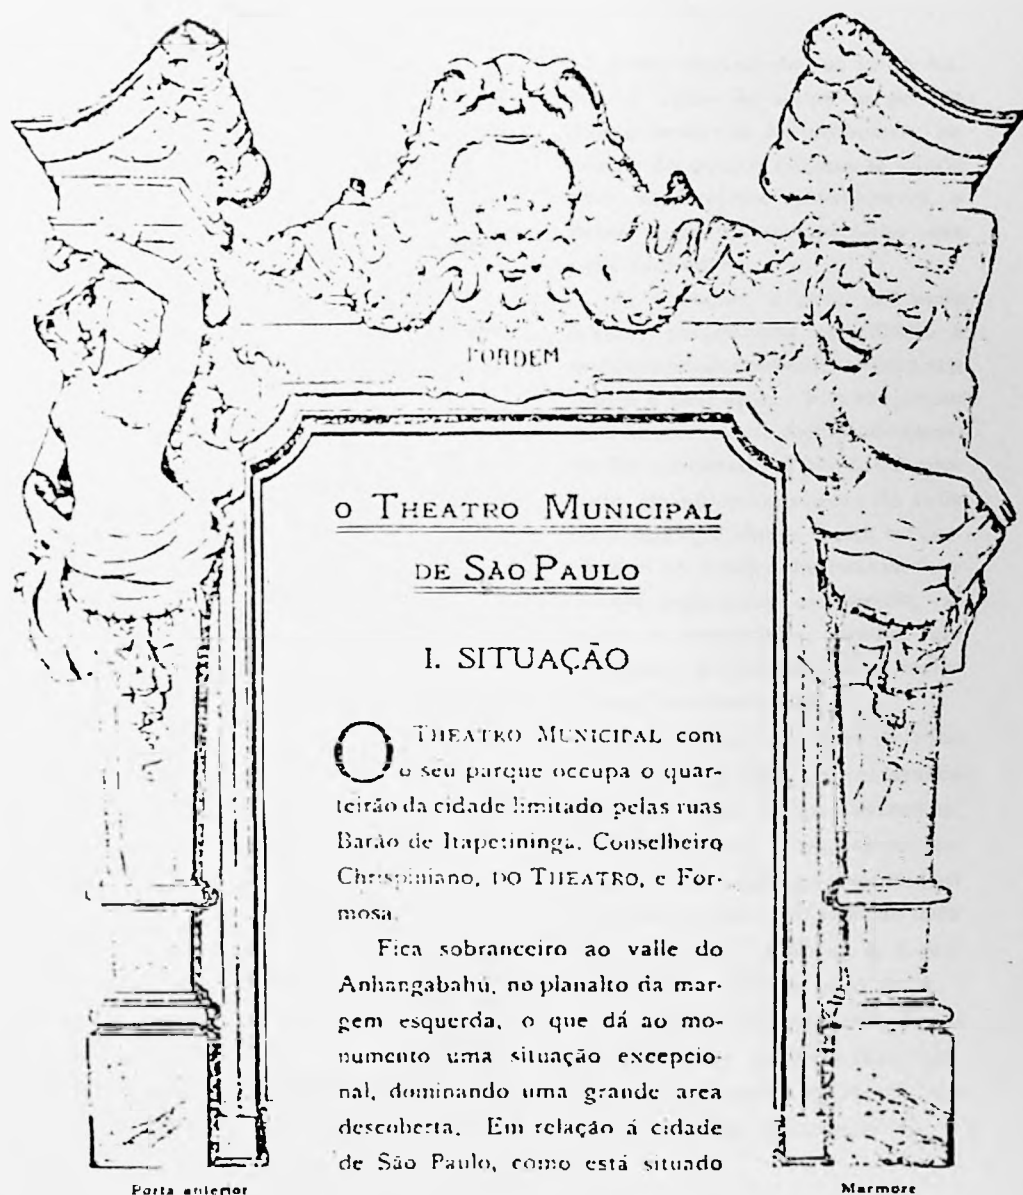 O THEATRO MUNICIPAL
DE SÃO PAULO
I. SITUAÇÃO
O THEATRO MUNICIPAL com
o seu parque occupa o quar-
teirão da cidade limitado pelas ruas
Barão de Itapetininga, Conselheiro
Chrispiniano, DO THEATRO, e For-
mosa.
Fica sobranceiro ao valle do
Anhangabahú, no planalto da mar-
gem esquerda, o que dá ao mo-
numento uma situação excepcio-
nal, dominando uma grande area
descoberta. Em relação á cidade
de São Paulo, como está situado
Porta anterior
Marmore